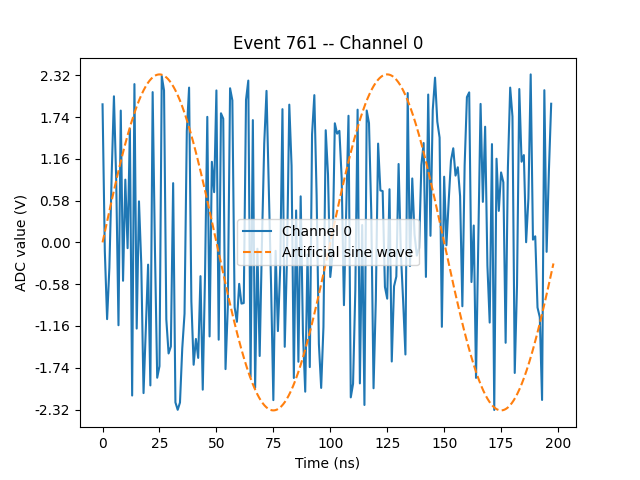 Event 761 -- Channel 0
ADC value (V)
2.32
1.74
1.16
0.58
0.00
-0.58
-1.16
-1.74
-2.32
Channel 0
Artificial sine wave
0 25 50 75 100 125 150 175 200
Time (ns)